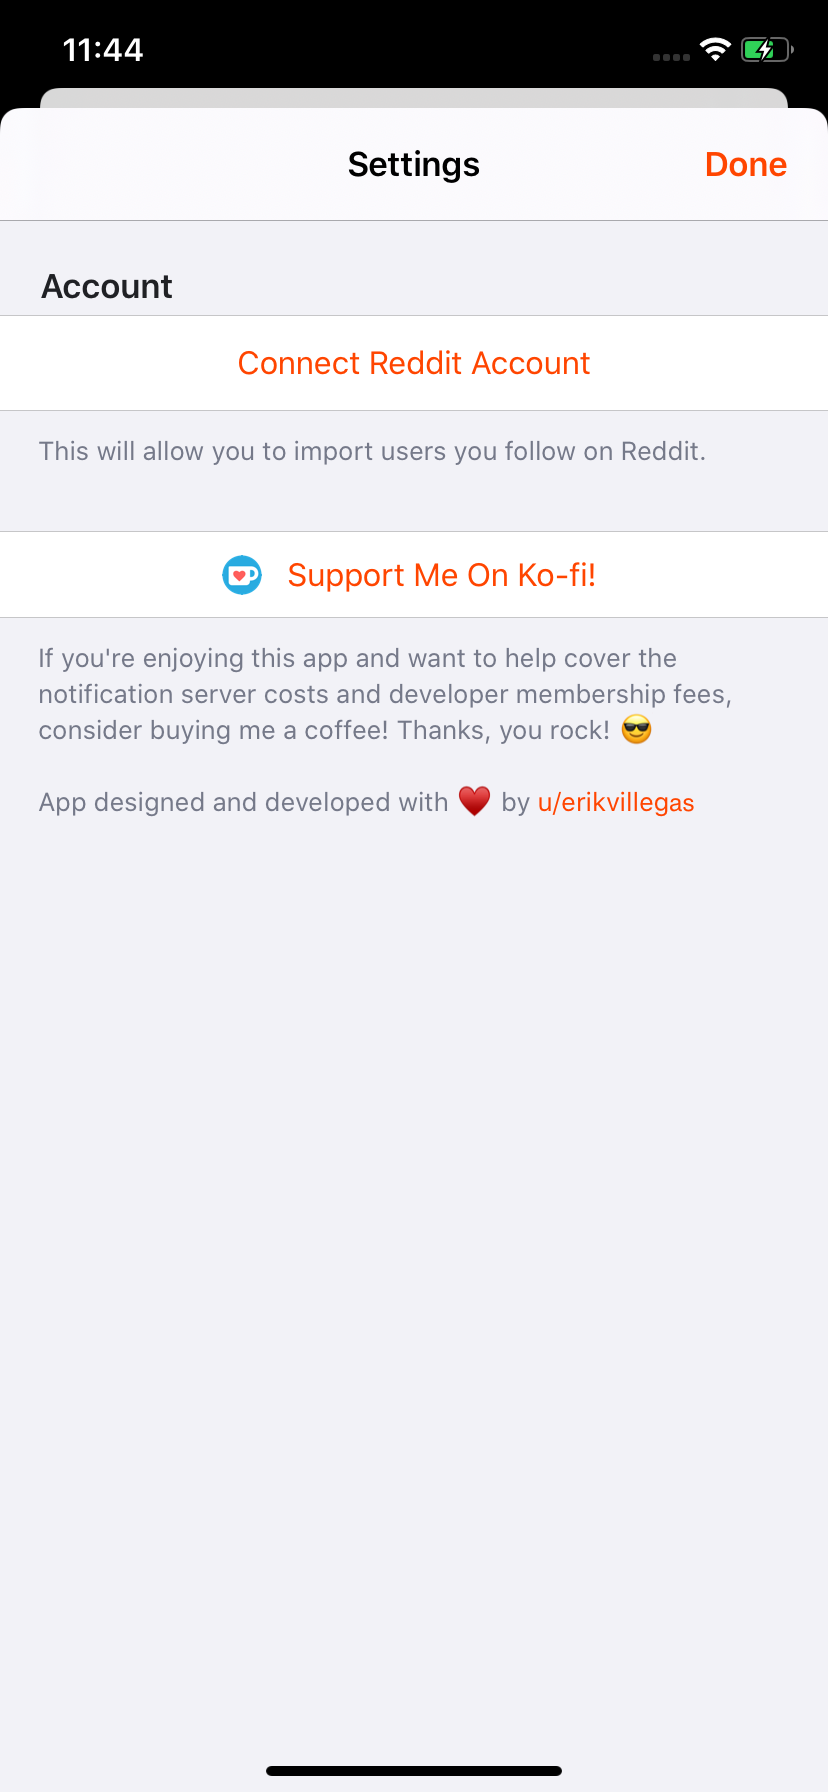 11:44
Settings
Done
Account
Connect Reddit Account
This will allow you to import users you follow on Reddit.
Support Me On Ko-fi!
If you're enjoying this app and want to help cover the
notification server costs and developer membership fees,
consider buying me a coffee! Thanks, you rock! 😎
App designed and developed with ♥️ by u/erikvillegas